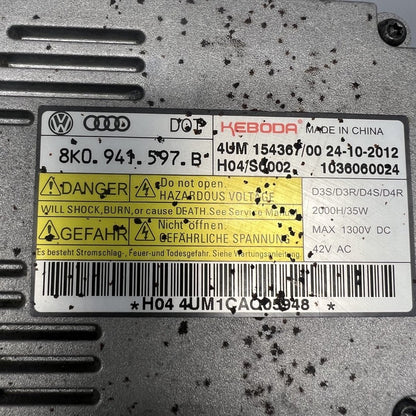 DOT KEBODA MADE IN CHINA
8K0.941.597.B
4UM 154367/00 24-10-2012
H04/S0002 1036060024
DANGER Do not open.
HAZARDOUS VOLTAGE
WILL SHOCK, BURN, or cause DEATH. See Service Manual
GEFAHR Nicht öffnen:
GEFÄHRLICHE SPANNUNG
Es besteht Stromschlag-, Feuer-und Todesgefahr. Siehe Wartungsanleitung.
D3S/D3R/D4S/D4R
2000H/35W
MAX 1300V DC
42V AC
*H04 4UM1CAC05948 *